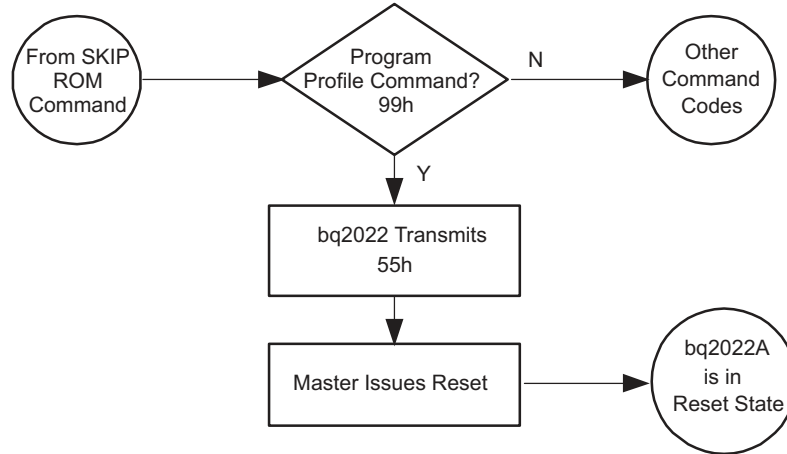 From SKIP
ROM
Command
Program
Profile Command?
99h
N
Other
Command
Codes
Y
bq2022 Transmits
55h
Master Issues Reset
bq2022A
is in
Reset State